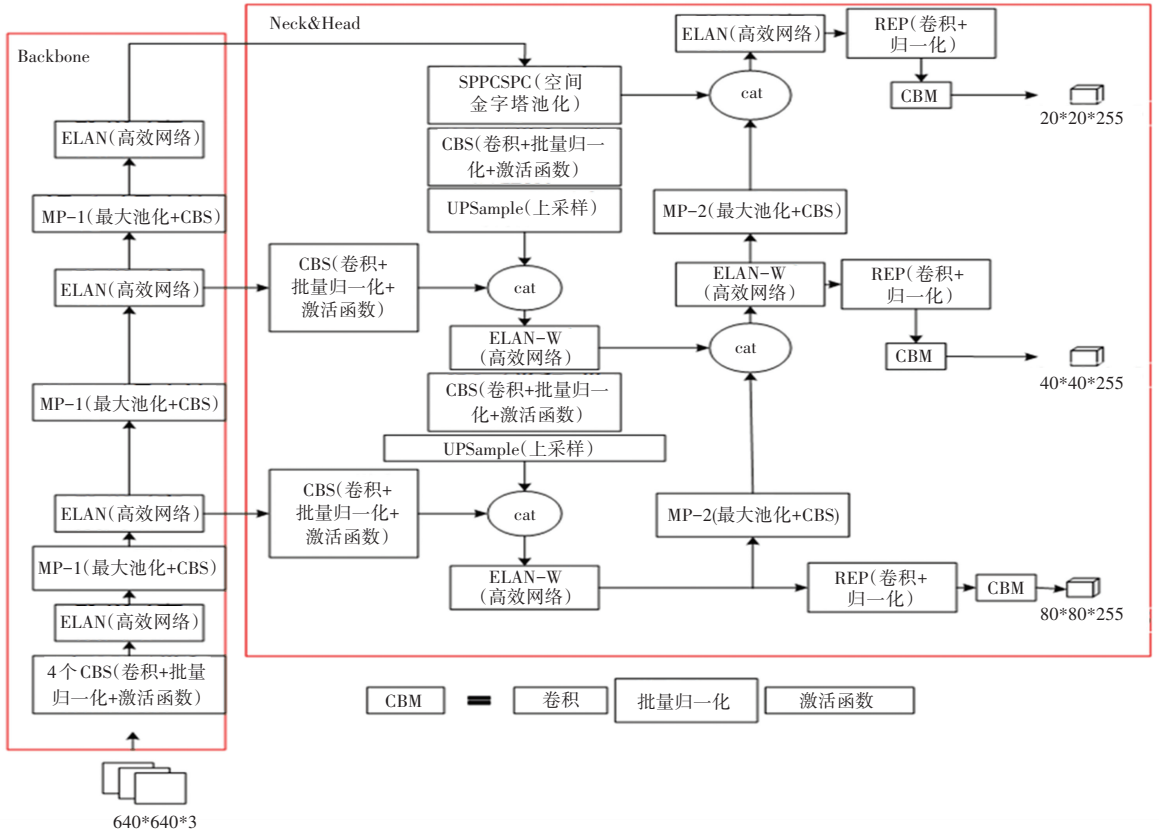 Backbone
ELAN(高效网络)
MP-1(最大池化+CBS)
ELAN(高效网络)
MP-1(最大池化+CBS)
ELAN(高效网络)
MP-1(最大池化+CBS)
ELAN(高效网络)
4个CBS(卷积+批量
归一化+激活函数)
640*640*3
Neck&Head
SPPCSPC(空间
金字塔池化)
CBS(卷积+批量归一
化+激活函数)
UPSample(上采样)
CBS(卷积+
批量归一化+
激活函数)
cat
ELAN-W
(高效网络)
CBS(卷积+批量归一
化+激活函数)
UPSample(上采样)
CBS(卷积+
批量归一化+
激活函数)
cat
ELAN-W
(高效网络)
ELAN(高效网络)
REP(卷积+
归一化)
cat
CBM
20*20*255
MP-2(最大池化+CBS)
ELAN-W
(高效网络)
REP(卷积+
归一化)
cat
CBM
40*40*255
MP-2(最大池化+CBS)
REP(卷积+
归一化)
CBM
80*80*255
CBM = 卷积 批量归一化 激活函数